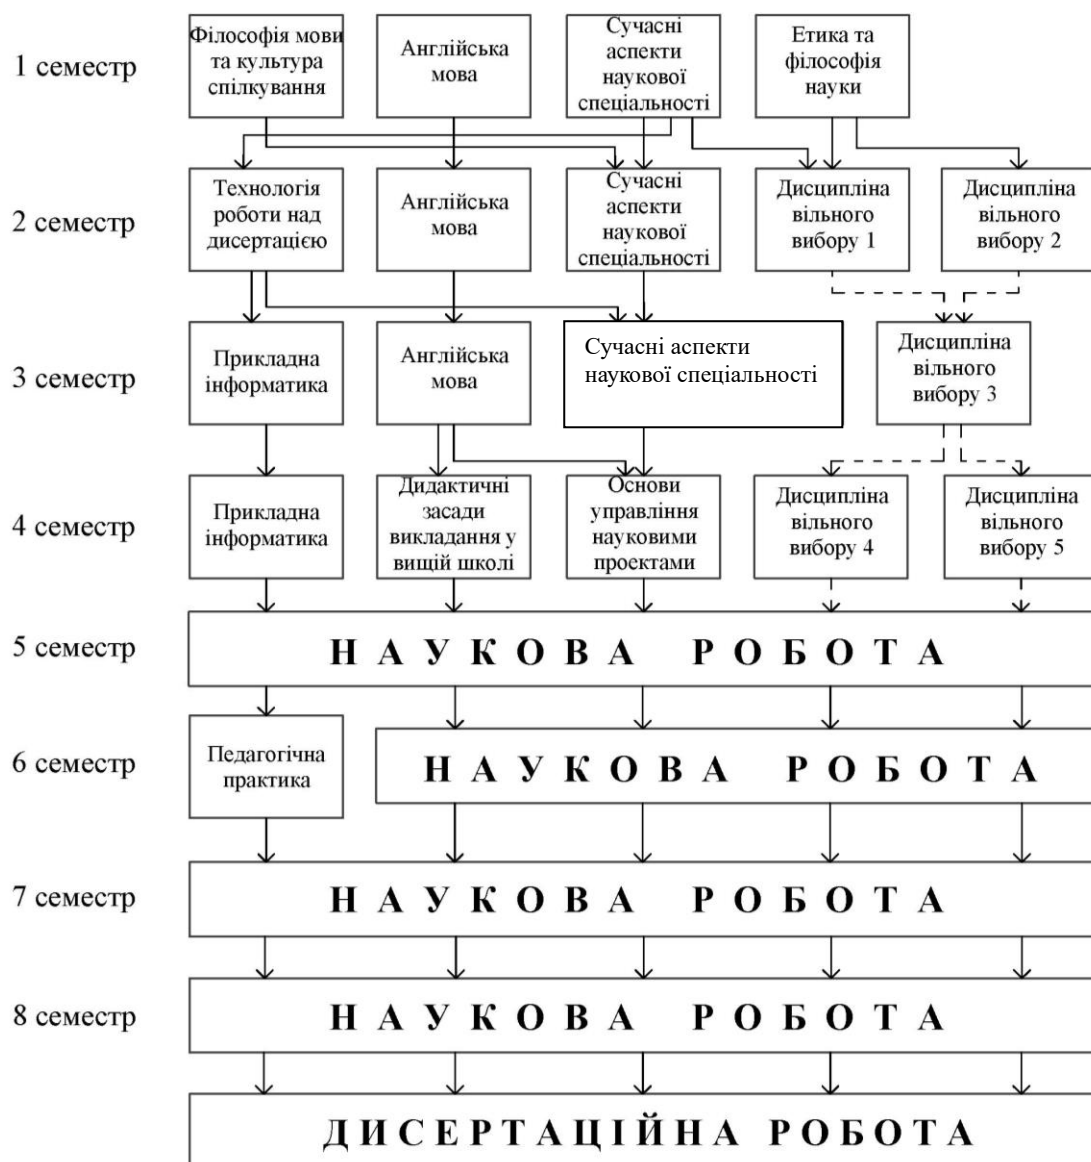 1 семестр
Філософія мови
та культура
спілкування
Англійська
мова
Сучасні
аспекти
наукової
спеціальності
Етика та
філософія
науки
2 семестр
Технологія
роботи над
дисертацією
Англійська
мова
Сучасні
аспекти
наукової
спеціальності
Дисципліна
вільного
вибору 1
Дисципліна
вільного
вибору 2
3 семестр
Прикладна
інформатика
Англійська
мова
Сучасні аспекти
наукової спеціальності
Дисципліна
вільного
вибору 3
4 семестр
Прикладна
інформатика
Дидактичні
засади
викладання у
вищій школі
Основи
управління
науковими
проектами
Дисципліна
вільного
вибору 4
Дисципліна
вільного
вибору 5
5 семестр
НАУКОВА РОБОТА
6 семестр
Педагогічна
практика
НАУКОВА РОБОТА
7 семестр
НАУКОВА РОБОТА
8 семестр
НАУКОВА РОБОТА
ДИСЕРТАЦІЙНА РОБОТА